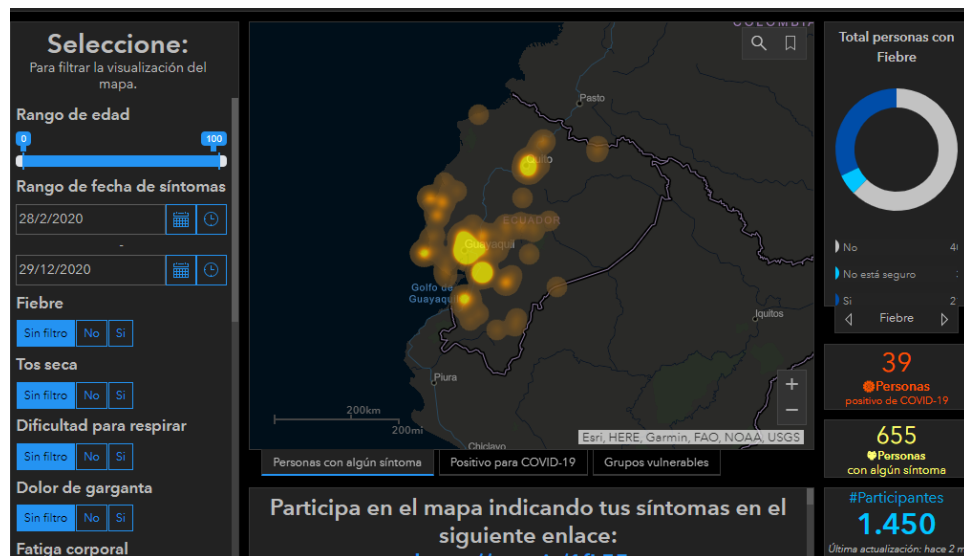 Seleccione:
Para filtrar la visualización del
mapa.
Rango de edad
0
100
Rango de fecha de síntomas
28/2/2020
-
29/12/2020
Fiebre
Sin filtro No Si
Tos seca
Sin filtro No Si
Dificultad para respirar
Sin filtro No Si
Dolor de garganta
Sin filtro No Si
Fatiga corporal
COLOMBIA
Pasto
Quito
ECUADOR
Guayaquil
Golfo de
Guayaquil
Iquitos
Piura
Chiclayo
200km
200mi
+
−
Esri, HERE, Garmin, FAO, NOAA, USGS
Personas con algún síntoma
Positivo para COVID-19
Grupos vulnerables
Participa en el mapa indicando tus síntomas en el
siguiente enlace:
Total personas con
Fiebre
No
No está seguro
Si
Fiebre
39
Personas
positivo de COVID-19
655
Personas
con algún síntoma
#Participantes
1.450
Última actualización: hace 2 m